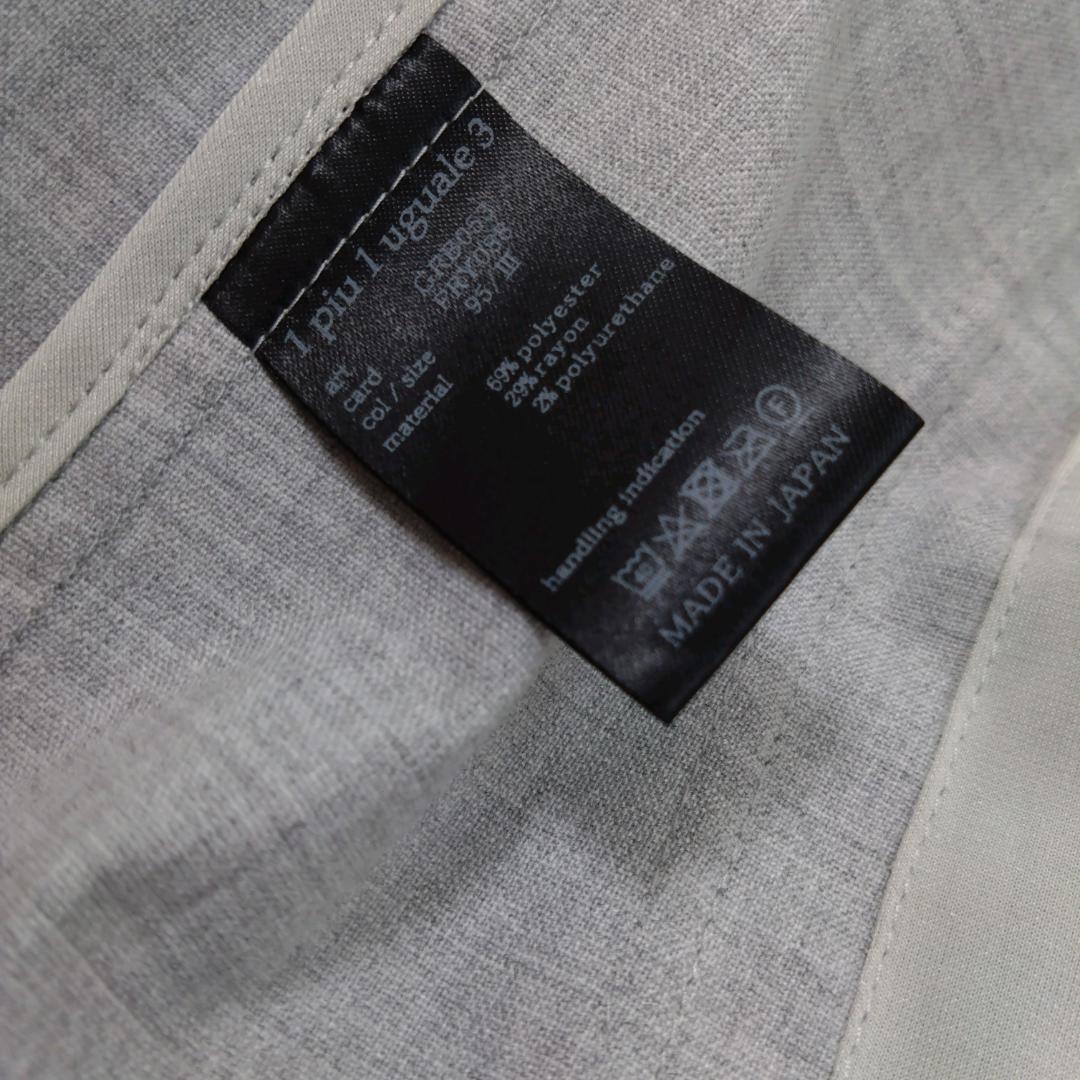 1 piu 1 uguale 3
art
card
col / size 95 / III
material 69% polyester
29% rayon
2% polyurethane
handling indication
F
MADE IN JAPAN